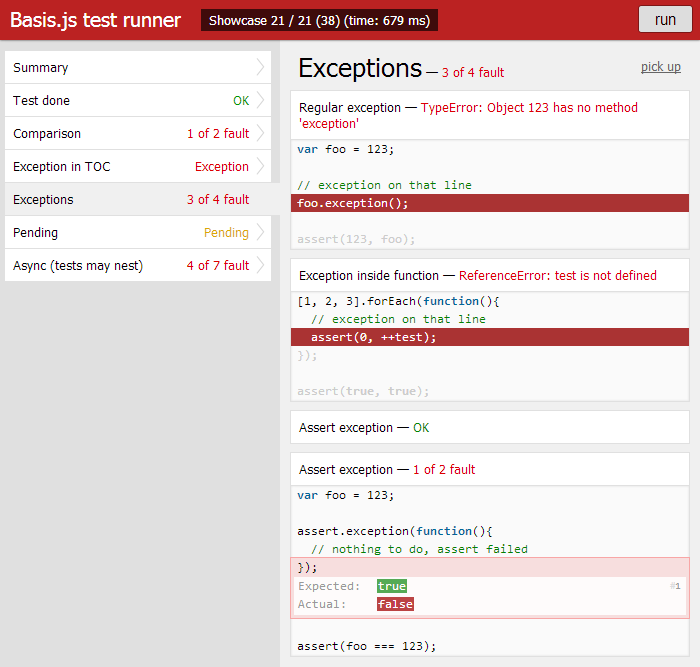 Basis.js test runner
Showcase 21 / 21 (38) (time: 679 ms)
run
Summary
Test done OK
Comparison 1 of 2 fault
Exception in TOC Exception
Exceptions 3 of 4 fault
Pending Pending
Async (tests may nest) 4 of 7 fault
Exceptions — 3 of 4 fault
pick up
Regular exception — TypeError: Object 123 has no method
'exception'
var foo = 123;
// exception on that line
foo.exception();
assert(123, foo);
Exception inside function — ReferenceError: test is not defined
[1, 2, 3].forEach(function(){
// exception on that line
assert(0, ++test);
});
assert(true, true);
Assert exception — OK
Assert exception — 1 of 2 fault
var foo = 123;
assert.exception(function(){
// nothing to do, assert failed
});
Expected: true #1
Actual: false
assert(foo === 123);